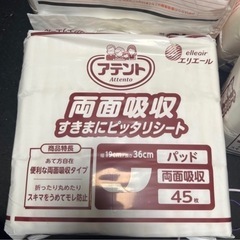 elleair
エリエール
アテント
Attento
両面吸収
すきまにピッタリシート
商品特長
あて方自在
便利な両面吸収タイプ
折ったり丸めたり
スキマをうめてモレ防止
19cm
36cm
パッド
両面吸収
45枚